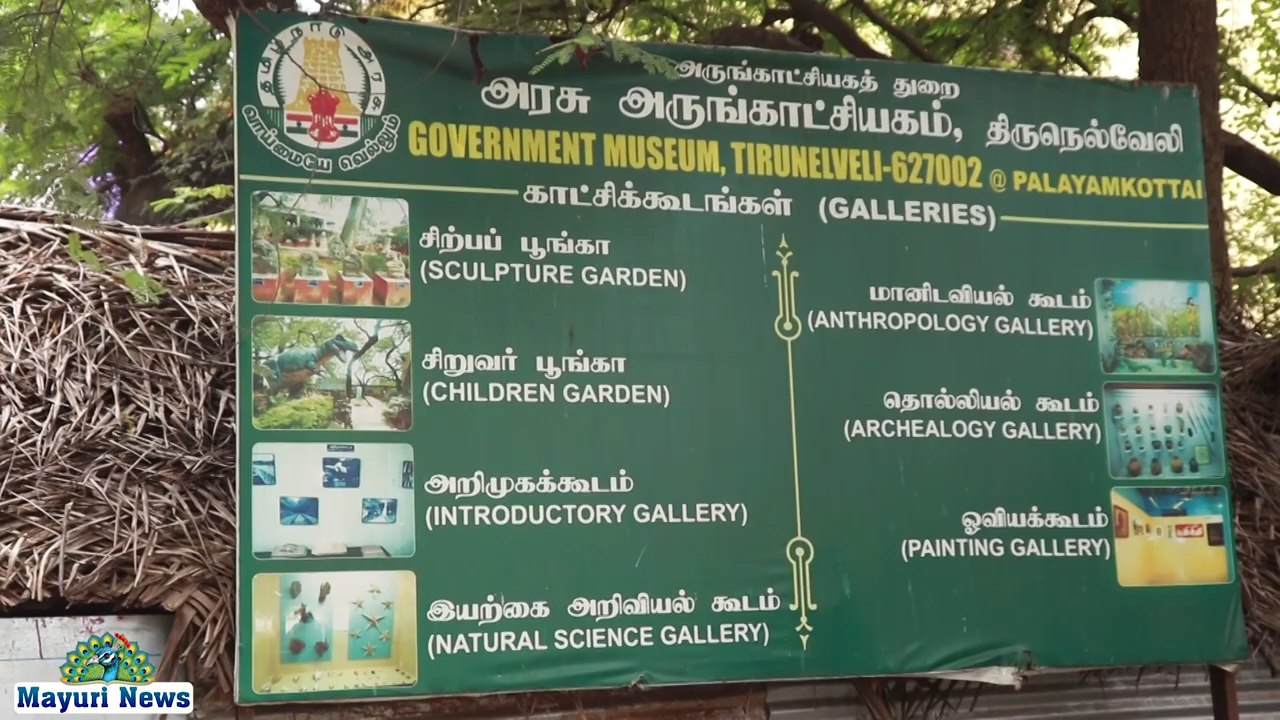 தமிழ்நாடு அரசு
வாய்மையே வெல்லும்
அருங்காட்சியகத் துறை
அரசு அருங்காட்சியகம், திருநெல்வேலி
GOVERNMENT MUSEUM, TIRUNELVELI-627002 @ PALAYAMKOTTAI
காட்சிக்கூடங்கள் (GALLERIES)
சிற்பப் பூங்கா
(SCULPTURE GARDEN)
சிறுவர் பூங்கா
(CHILDREN GARDEN)
அறிமுகக்கூடம்
(INTRODUCTORY GALLERY)
இயற்கை அறிவியல் கூடம்
(NATURAL SCIENCE GALLERY)
மானிடவியல் கூடம்
(ANTHROPOLOGY GALLERY)
தொல்லியல் கூடம்
(ARCHEALOGY GALLERY)
ஓவியக்கூடம்
(PAINTING GALLERY)
Mayuri News